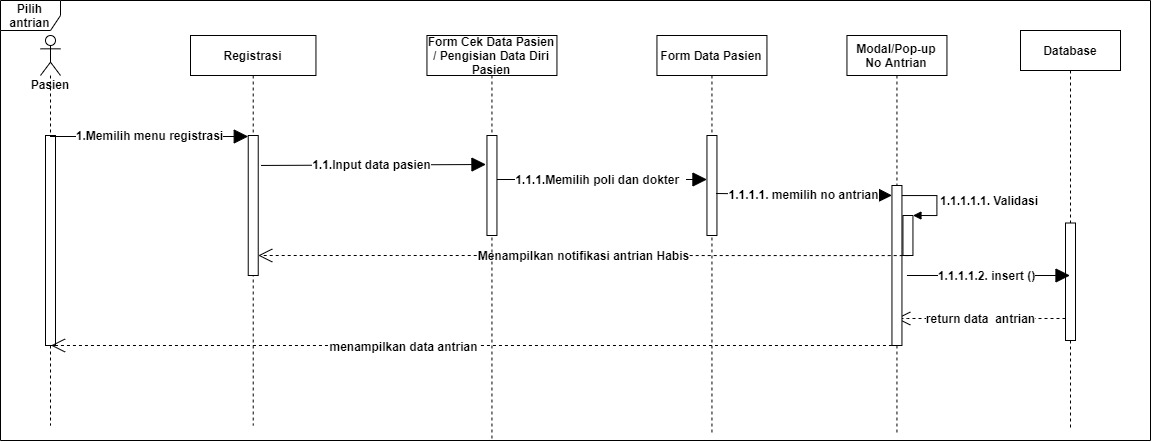 Pilih
antrian
Pasien
Registrasi
Form Cek Data Pasien
/ Pengisian Data Diri
Pasien
Form Data Pasien
Modal/Pop-up
No Antrian
Database
1.Memilih menu registrasi
1.1.Input data pasien
1.1.1.Memilih poli dan dokter
1.1.1.1. memilih no antrian
1.1.1.1.1. Validasi
Menampilkan notifikasi antrian Habis
1.1.1.1.2. insert ()
return data antrian
menampilkan data antrian